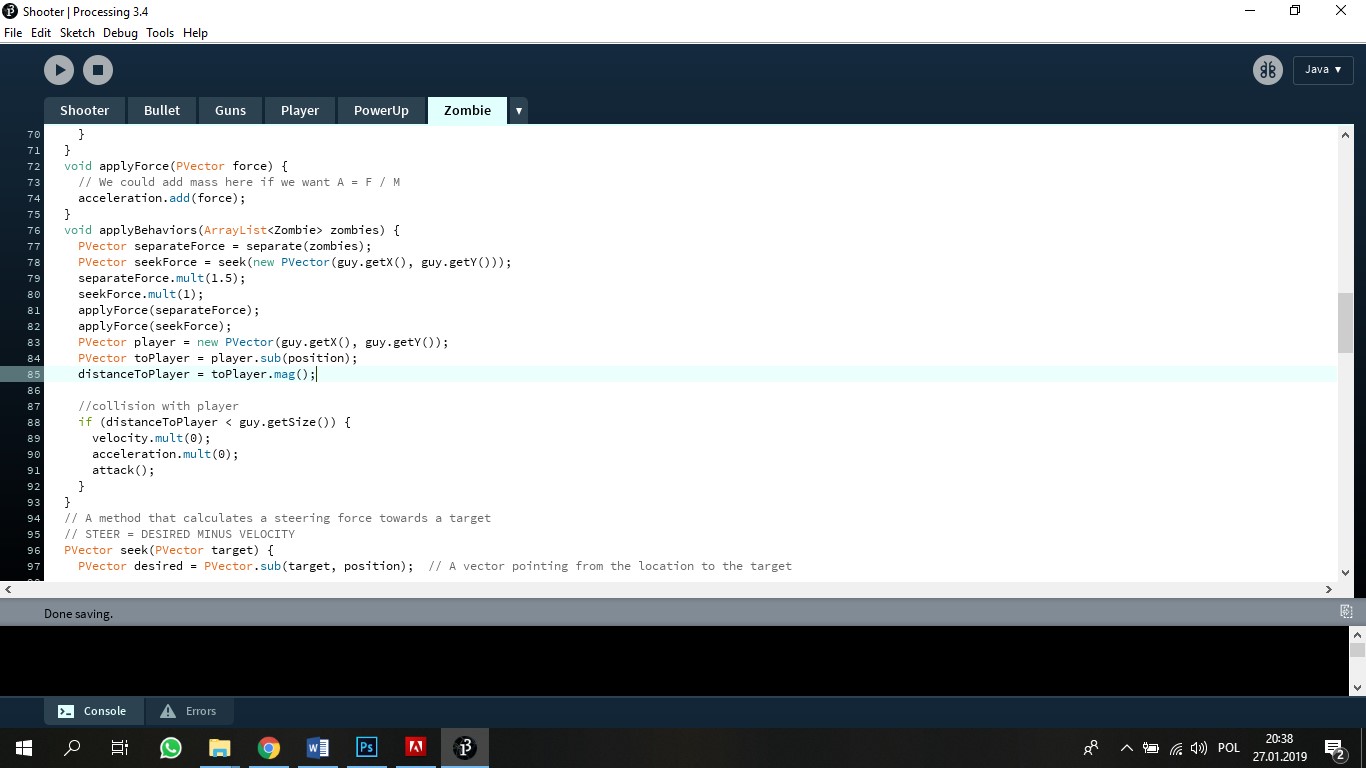 Shooter | Processing 3.4
File Edit Sketch Debug Tools Help
Java ▼
Shooter Bullet Guns Player PowerUp Zombie ▼
70 }
71 }
72 void applyForce(PVector force) {
73 // We could add mass here if we want A = F / M
74 acceleration.add(force);
75 }
76 void applyBehaviors(ArrayList<Zombie> zombies) {
77 PVector separateForce = separate(zombies);
78 PVector seekForce = seek(new PVector(guy.getX(), guy.getY()));
79 separateForce.mult(1.5);
80 seekForce.mult(1);
81 applyForce(separateForce);
82 applyForce(seekForce);
83 PVector player = new PVector(guy.getX(), guy.getY());
84 PVector toPlayer = player.sub(position);
85 distanceToPlayer = toPlayer.mag();
86
87 //collision with player
88 if (distanceToPlayer < guy.getSize()) {
89 velocity.mult(0);
90 acceleration.mult(0);
91 attack();
92 }
93 }
94 // A method that calculates a steering force towards a target
95 // STEER = DESIRED MINUS VELOCITY
96 PVector seek(PVector target) {
97 PVector desired = PVector.sub(target, position); // A vector pointing from the location to the target
Done saving.
Console Errors
Ps
POL
20:38
27.01.2019
2